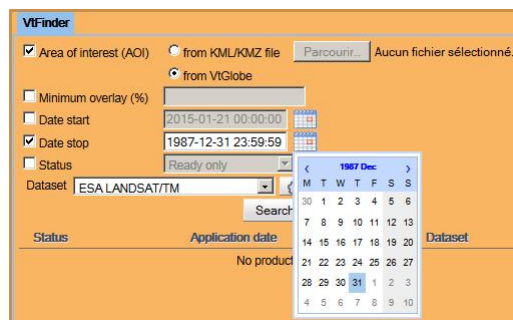 VtFinder
Area of interest (AOI) from KML/KMZ file Parcourir... Aucun fichier sélectionné.
from VtGlobe
Minimum overlay (%)
Date start 2015-01-21 00:00:00
Date stop 1987-12-31 23:59:59
Status Ready only
Dataset ESA LANDSAT/TM
Search
Status Application date Dataset
No product
‹ 1987 Dec ›
M T W T F S S
30 1 2 3 4 5 6
7 8 9 10 11 12 13
14 15 16 17 18 19 20
21 22 23 24 25 26 27
28 29 30 31 1 2 3
4 5 6 7 8 9 10